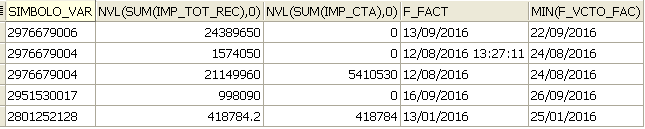 SIMBOLO_VAR NVL(SUM(IMP_TOT_REC),0) NVL(SUM(IMP_CTA),0) F_FACT MIN(F_VCTO_FAC)
2976679006 24389650 0 13/09/2016 22/09/2016
2976679004 1574050 0 12/08/2016 13:27:11 24/08/2016
2976679004 21149960 5410530 12/08/2016 24/08/2016
2951530017 998090 0 16/09/2016 26/09/2016
2801252128 418784.2 418784 13/01/2016 25/01/2016